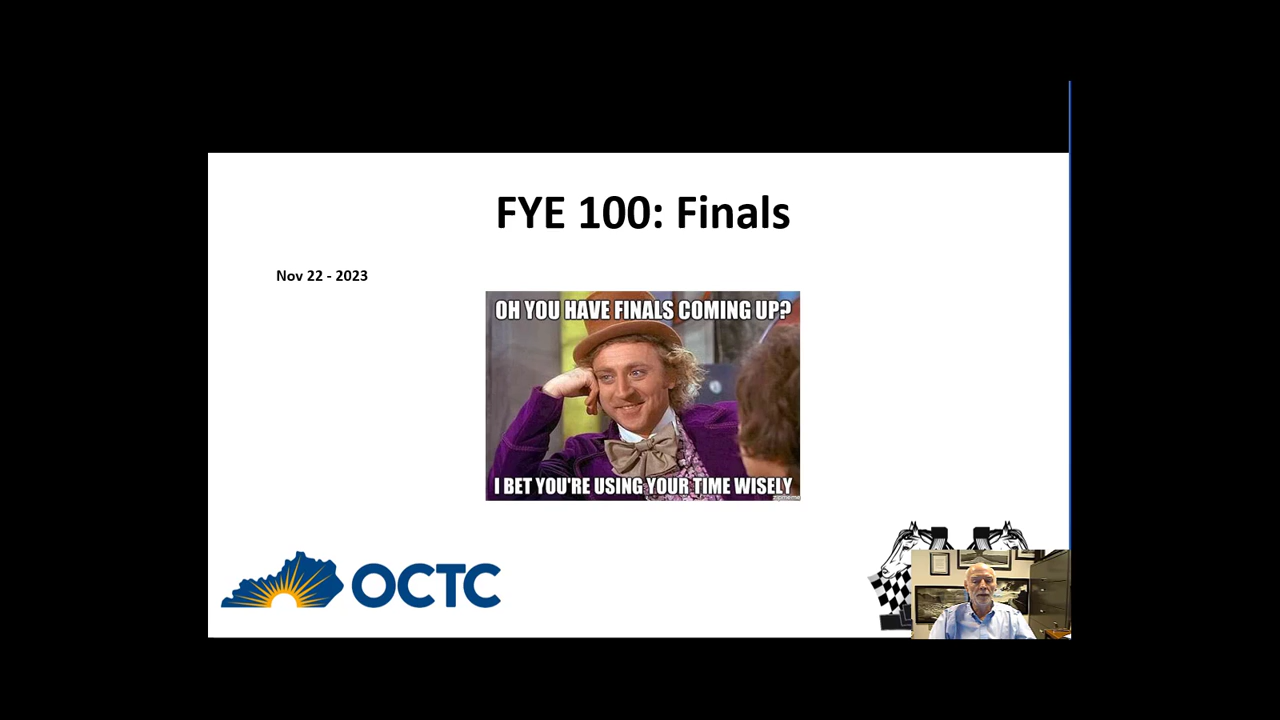 FYE 100: Finals
Nov 22 - 2023
OH YOU HAVE FINALS COMING UP?
I BET YOU'RE USING YOUR TIME WISELY
OCTC